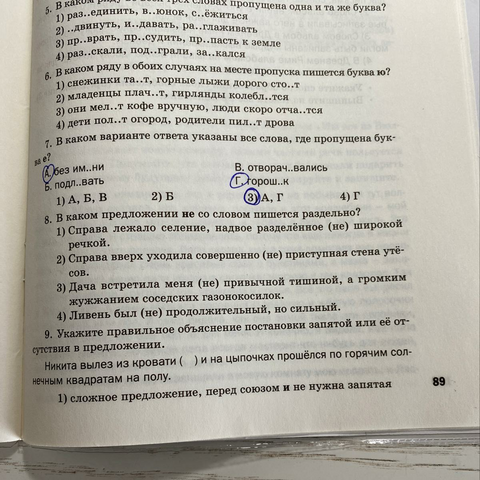 5. В каком ряду во всех трёх словах пропущена одна и та же буква?
1) раз..единить, в..юнок, с..ёжиться
2) ..двинуть, и..давать, ра..глаживать
3) пр..врать, пр..судить, пр..пасть к земле
4) раз..скали, под..грали, за..кался
6. В каком ряду в обоих случаях на месте пропуска пишется буква ю?
1) снежинки та..т, горные лыжи дорого сто..т
2) младенцы плач..т, гирлянды колебл..тся
3) они мел..т кофе вручную, люди скоро отча..тся
4) дети пол..т огород, родители пил..т дрова
7. В каком варианте ответа указаны все слова, где пропущена бук-
ва е?
А. без им..ни В. отворач..вались
Б. подл..вать Г. горош..к
1) А, Б, В 2) Б 3) А, Г 4) Г
8. В каком предложении не со словом пишется раздельно?
1) Справа лежало селение, надвое разделённое (не) широкой
речкой.
2) Справа вверх уходила совершенно (не) приступная стена утё-
сов.
3) Дача встретила меня (не) привычной тишиной, а громким
жужжанием соседских газонокосилок.
4) Ливень был (не) продолжительный, но сильный.
9. Укажите правильное объяснение постановки запятой или её от-
сутствия в предложении.
Никита вылез из кровати ( ) и на цыпочках прошёлся по горячим сол-
нечным квадратам на полу.
1) сложное предложение, перед союзом и не нужна запятая
89